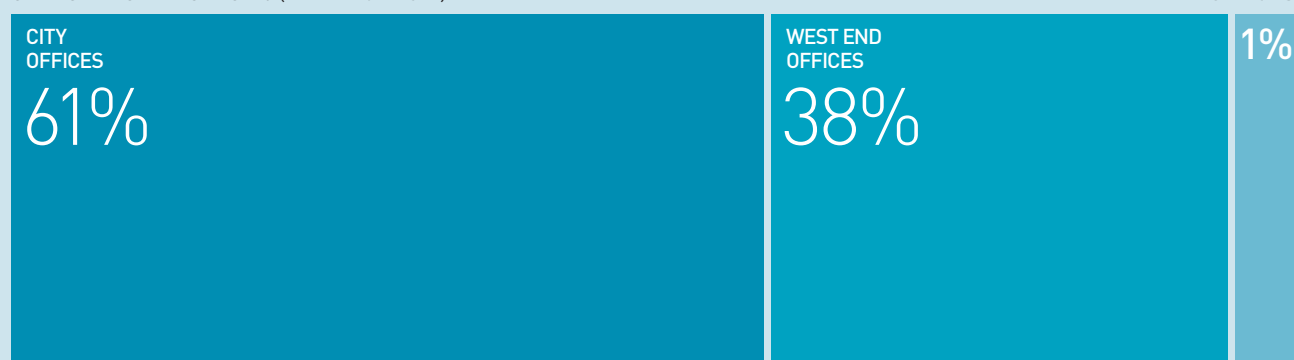 CITY
OFFICES
61%
WEST END
OFFICES
38%
1%